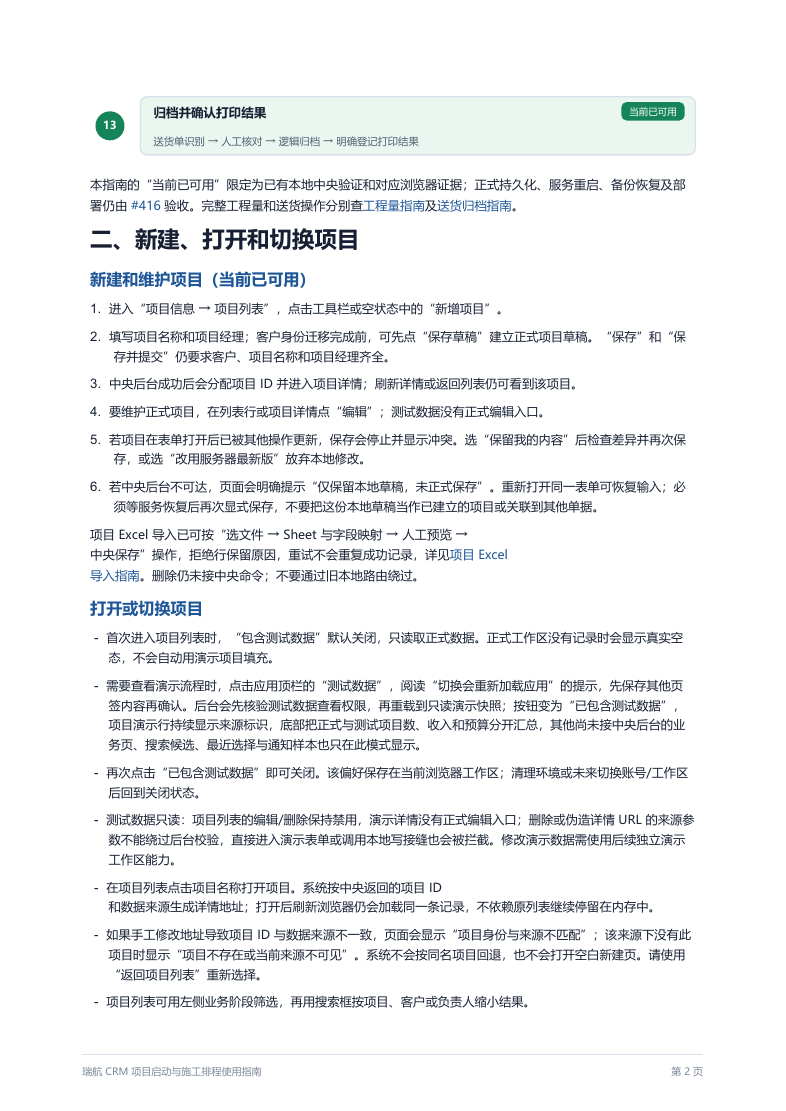 13
归档并确认打印结果
当前已可用
送货单识别 → 人工核对 → 逻辑归档 → 明确登记打印结果
本指南的“当前已可用”限定为已有本地中央验证和对应浏览器证据；正式持久化、服务重启、备份恢复及部
署仍由 #416 验收。完整工程量和送货操作分别查工程量指南及送货归档指南。
二、新建、打开和切换项目
新建和维护项目（当前已可用）
1. 进入“项目信息 → 项目列表”，点击工具栏或空状态中的“新增项目”。
2. 填写项目名称和项目经理；客户身份迁移完成前，可先点“保存草稿”建立正式项目草稿。“保存”和“保
存并提交”仍要求客户、项目名称和项目经理齐全。
3. 中央后台成功后会分配项目 ID 并进入项目详情；刷新详情或返回列表仍可看到该项目。
4. 要维护正式项目，在列表行或项目详情点“编辑”；测试数据没有正式编辑入口。
5. 若项目在表单打开后已被其他操作更新，保存会停止并显示冲突。选“保留我的内容”后检查差异并再次保
存，或选“改用服务器最新版”放弃本地修改。
6. 若中央后台不可达，页面会明确提示“仅保留本地草稿，未正式保存”。重新打开同一表单可恢复输入；必
须等服务恢复后再次显式保存，不要把这份本地草稿当作已建立的项目或关联到其他单据。
项目 Excel 导入已可按“选文件 → Sheet 与字段映射 → 人工预览 →
中央保存”操作，拒绝行保留原因，重试不会重复成功记录，详见项目 Excel
导入指南。删除仍未接中央命令；不要通过旧本地路由绕过。
打开或切换项目
- 首次进入项目列表时，“包含测试数据”默认关闭，只读取正式数据。正式工作区没有记录时会显示真实空
态，不会自动用演示项目填充。
- 需要查看演示流程时，点击应用顶栏的“测试数据”，阅读“切换会重新加载应用”的提示，先保存其他页
签内容再确认。后台会先核验测试数据查看权限，再重载到只读演示快照；按钮变为“已包含测试数据”，
项目演示行持续显示来源标识，底部把正式与测试项目数、收入和预算分开汇总，其他尚未接中央后台的业
务页、搜索候选、最近选择与通知样本也只在此模式显示。
- 再次点击“已包含测试数据”即可关闭。该偏好保存在当前浏览器工作区；清理环境或未来切换账号/工作区
后回到关闭状态。
- 测试数据只读：项目列表的编辑/删除保持禁用，演示详情没有正式编辑入口；删除或伪造详情 URL 的来源参
数不能绕过后台校验，直接进入演示表单或调用本地写接缝也会被拦截。修改演示数据需使用后续独立演示
工作区能力。
- 在项目列表点击项目名称打开项目。系统按中央返回的项目 ID
和数据来源生成详情地址；打开后刷新浏览器仍会加载同一条记录，不依赖原列表继续停留在内存中。
- 如果手工修改地址导致项目 ID 与数据来源不一致，页面会显示“项目身份与来源不匹配”；该来源下没有此
项目时显示“项目不存在或当前来源不可见”。系统不会按同名项目回退，也不会打开空白新建页。请使用
“返回项目列表”重新选择。
- 项目列表可用左侧业务阶段筛选，再用搜索框按项目、客户或负责人缩小结果。
瑞航 CRM 项目启动与施工排程使用指南
第 2 页